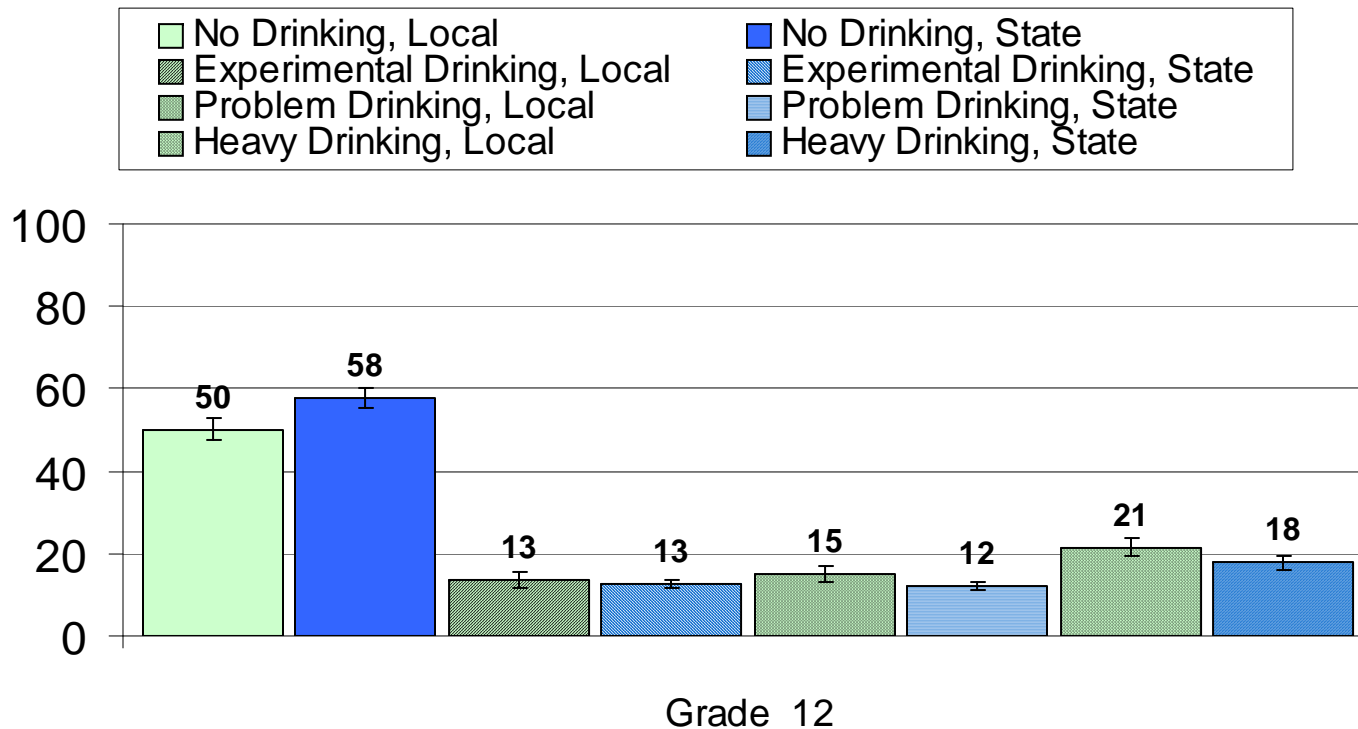 No Drinking, Local No Drinking, State
Experimental Drinking, Local Experimental Drinking, State
Problem Drinking, Local Problem Drinking, State
Heavy Drinking, Local Heavy Drinking, State
100
80
60
40
20
0
50
58
13
13
15
12
21
18
Grade 12